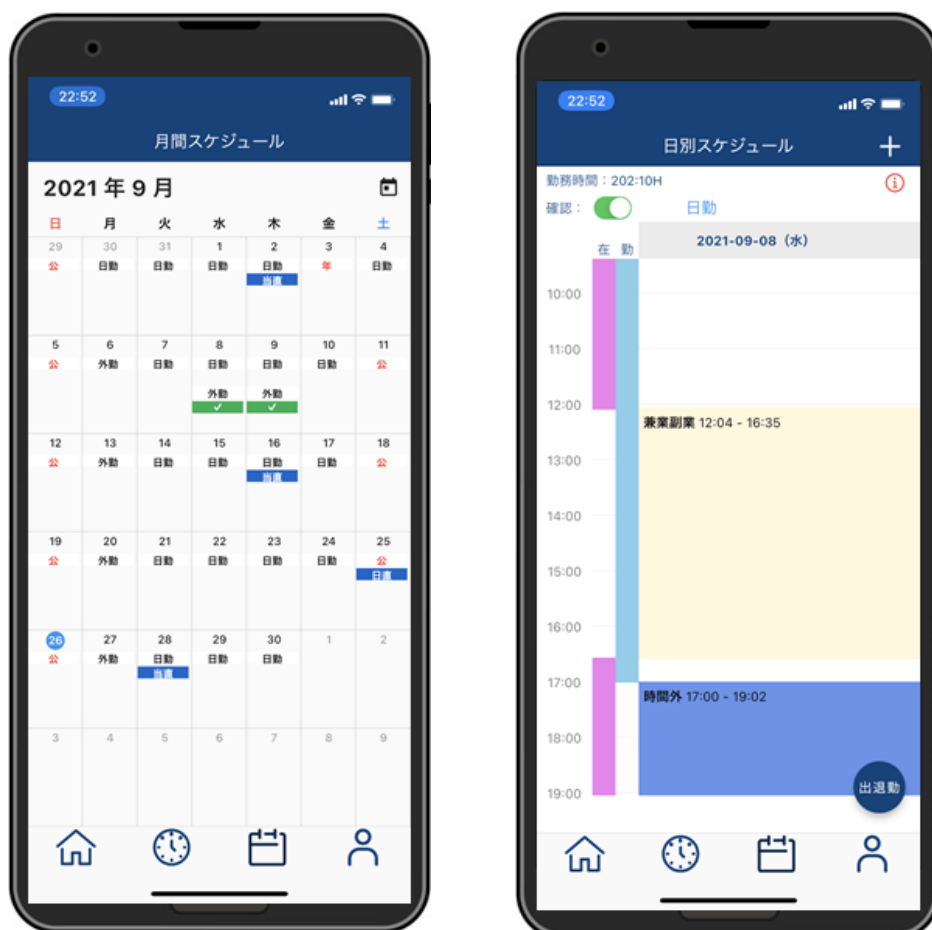 22:52
月間スケジュール
2021 年 9 月
日 月 火 水 木 金 土
29 30 31 1 2 3 4
公 日勤 日勤 日勤 日勤 年 日勤
当直
5 6 7 8 9 10 11
公 外勤 日勤 日勤 日勤 日勤 公
外勤 外勤
12 13 14 15 16 17 18
公 外勤 日勤 日勤 日勤 日勤 公
当直
19 20 21 22 23 24 25
公 外勤 日勤 日勤 日勤 日勤 公
日直
26 27 28 29 30 1 2
公 外勤 日勤 日勤 日勤
当直
3 4 5 6 7 8 9
22:52
日別スケジュール
勤務時間：202:10H
確認： 日勤
在 勤 2021-09-08（水）
10:00
11:00
12:00
兼業副業 12:04 - 16:35
13:00
14:00
15:00
16:00
17:00
時間外 17:00 - 19:02
18:00
19:00
出退勤